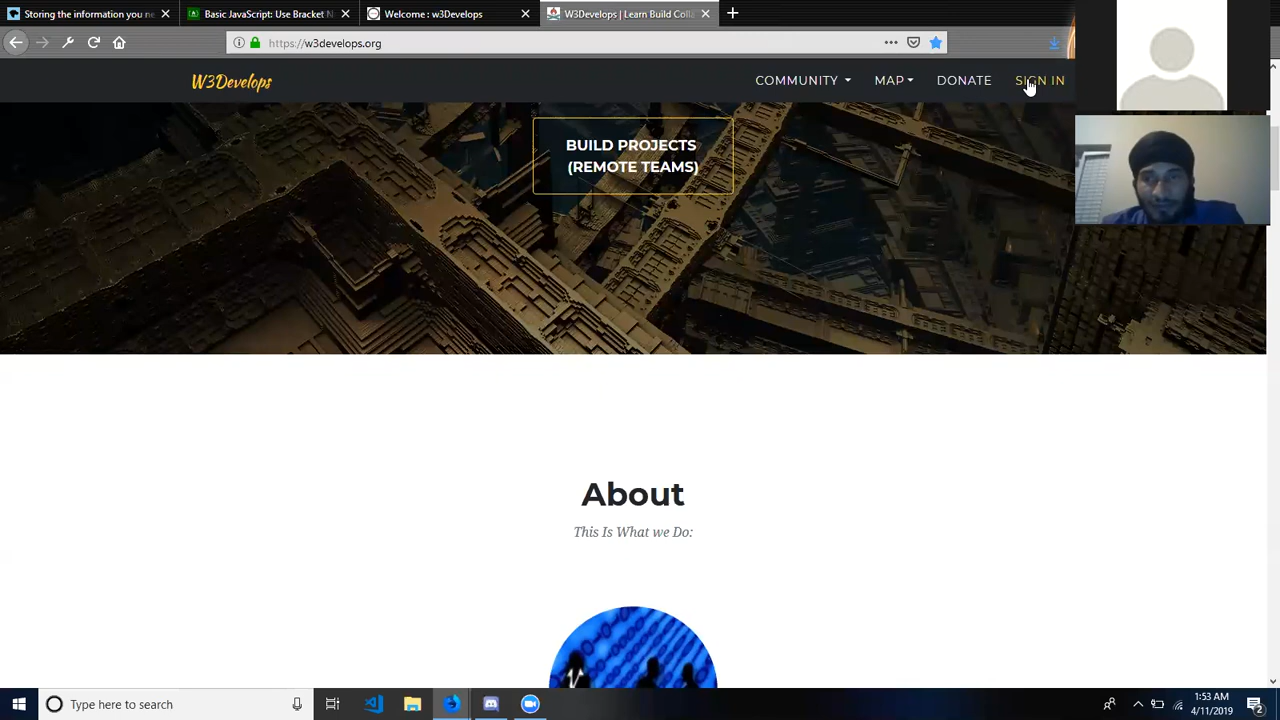 Storing the information you ne
Basic JavaScript: Use Bracket N
Welcome : w3Develops
W3Develops | Learn Build Coll
https://w3develops.org
W3Develops
COMMUNITY
MAP
DONATE
SIGN IN
BUILD PROJECTS
(REMOTE TEAMS)
About
This Is What we Do:
Type here to search
1:53 AM
4/11/2019
2